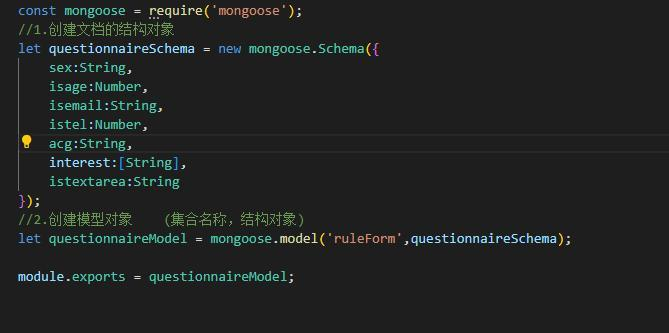 const mongoose = require('mongoose');
//1.创建文档的结构对象
let questionnaireSchema = new mongoose.Schema({
    sex:String,
    isage:Number,
    isemail:String,
    istel:Number,
    acg:String,
    interest:[String],
    istextarea:String
});
//2.创建模型对象    (集合名称，结构对象)
let questionnaireModel = mongoose.model('ruleForm',questionnaireSchema);
module.exports = questionnaireModel;